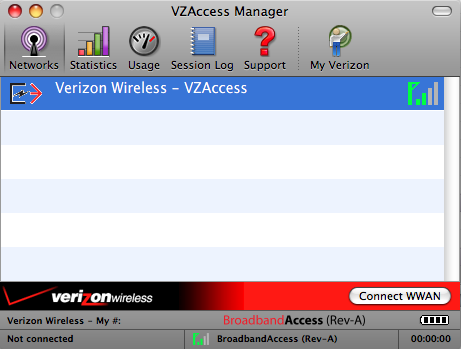 VZAccess Manager
Networks Statistics Usage Session Log Support My Verizon
Verizon Wireless – VZAccess
verizonwireless Connect WWAN
Verizon Wireless – My #: BroadbandAccess (Rev-A)
Not connected BroadbandAccess (Rev-A) 00:00:00